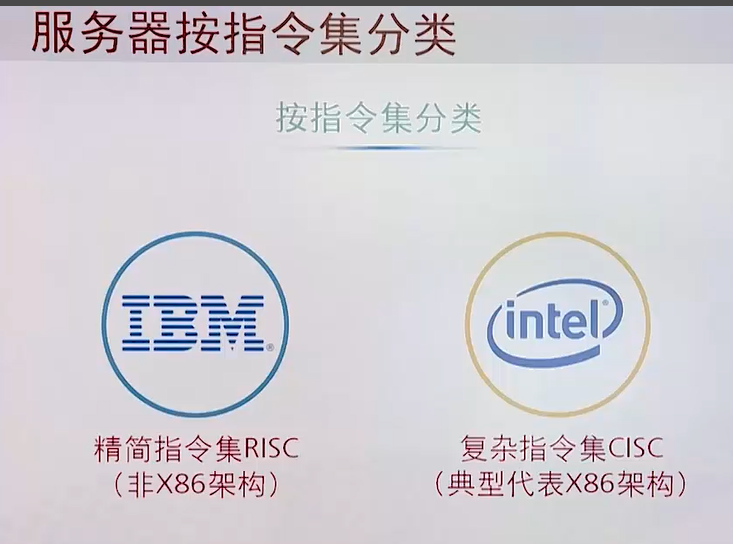 服务器按指令集分类
按指令集分类
IBM®
intel®
精简指令集RISC
（非X86架构）
复杂指令集CISC
（典型代表X86架构）